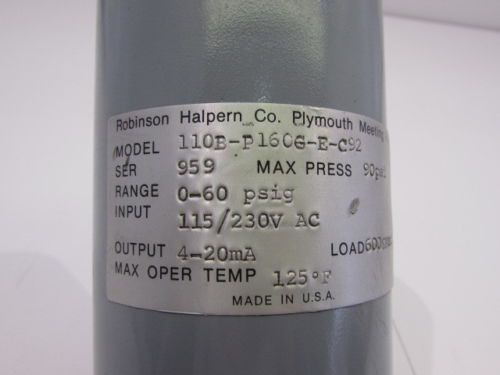 Robinson Halpern Co. Plymouth Meeting
MODEL 110B-P160G-E-C92
SER 959 MAX PRESS 90psi
RANGE 0-60 psig
INPUT 115/230V AC
OUTPUT 4-20mA LOAD
MAX OPER TEMP 125°F
MADE IN U.S.A.